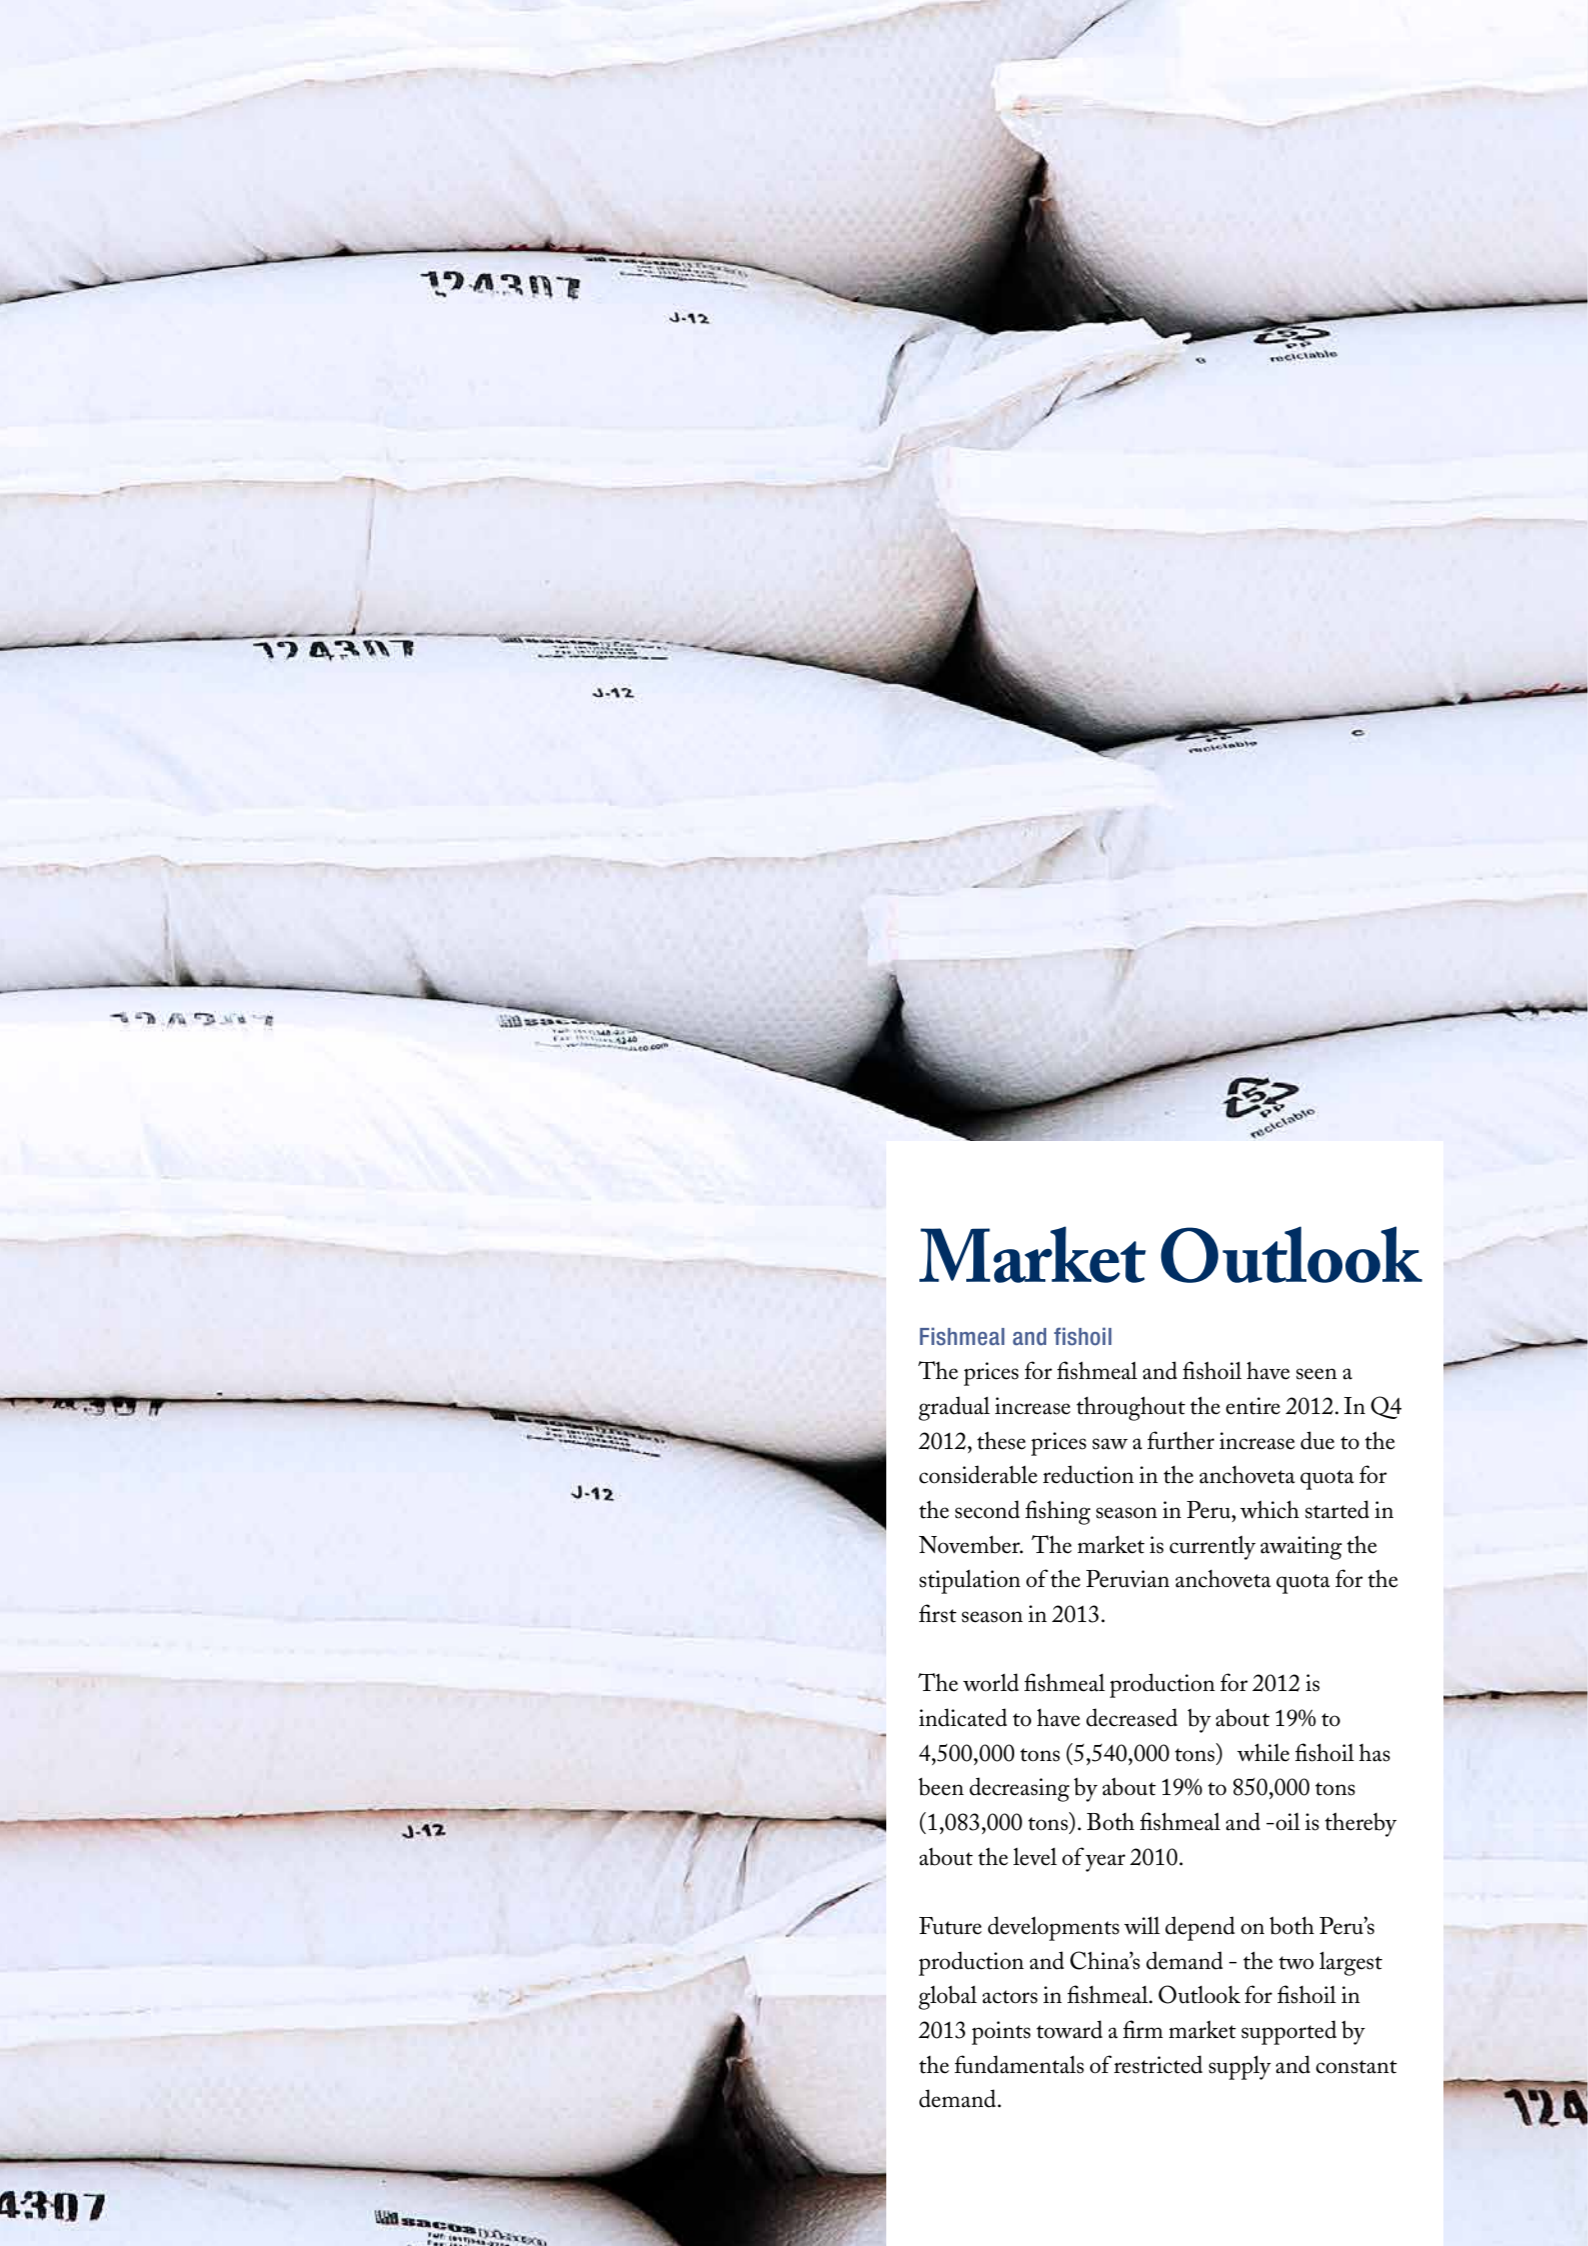 124307
J-12
PP
reciclable
124307
J-12
reciclable
5
PP
reciclable
J-12
J-12
4307
sacos
124
Market Outlook
Fishmeal and fishoil
The prices for fishmeal and fishoil have seen a
gradual increase throughout the entire 2012. In Q4
2012, these prices saw a further increase due to the
considerable reduction in the anchoveta quota for
the second fishing season in Peru, which started in
November. The market is currently awaiting the
stipulation of the Peruvian anchoveta quota for the
first season in 2013.
The world fishmeal production for 2012 is
indicated to have decreased by about 19% to
4,500,000 tons (5,540,000 tons) while fishoil has
been decreasing by about 19% to 850,000 tons
(1,083,000 tons). Both fishmeal and -oil is thereby
about the level of year 2010.
Future developments will depend on both Peru's
production and China's demand - the two largest
global actors in fishmeal. Outlook for fishoil in
2013 points toward a firm market supported by
the fundamentals of restricted supply and constant
demand.